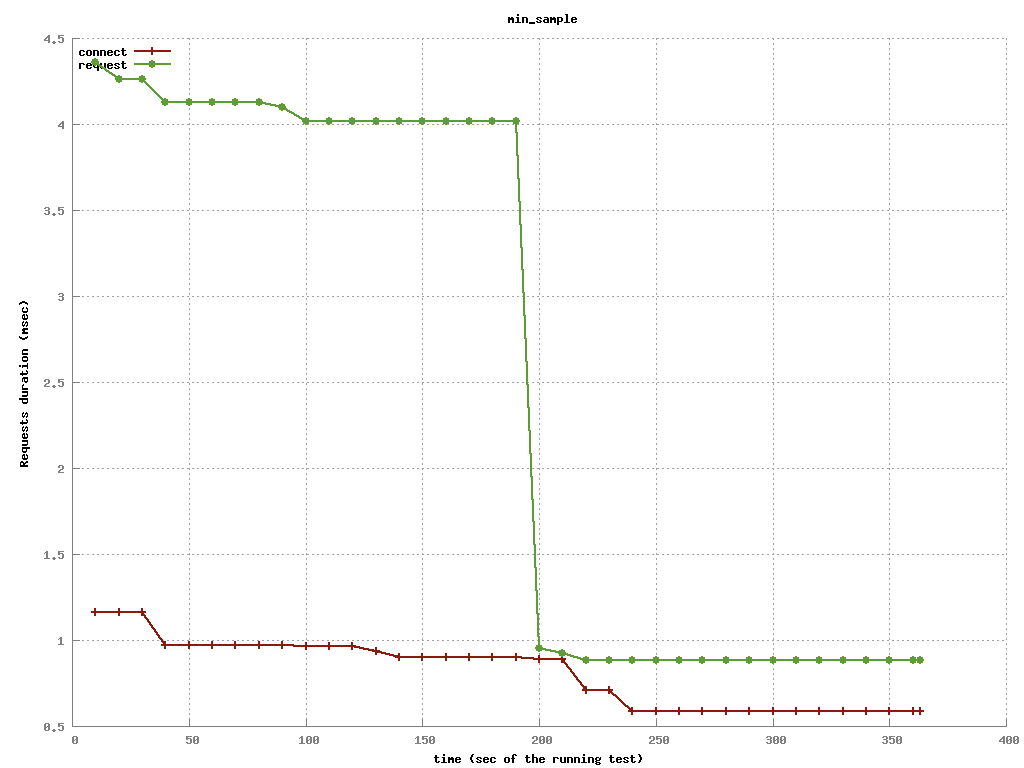 min_sample
connect
request
4.5
4
3.5
3
2.5
2
1.5
1
0.5
Requests duration (msec)
0 50 100 150 200 250 300 350 400
time (sec of the running test)